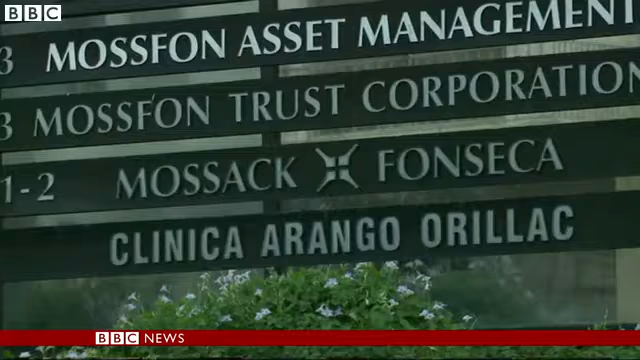 BBC
3 MOSSFON ASSET MANAGEMENT
3 MOSSFON TRUST CORPORATION
1-2 MOSSACK FONSECA
CLINICA ARANGO ORILLAC
BBC NEWS